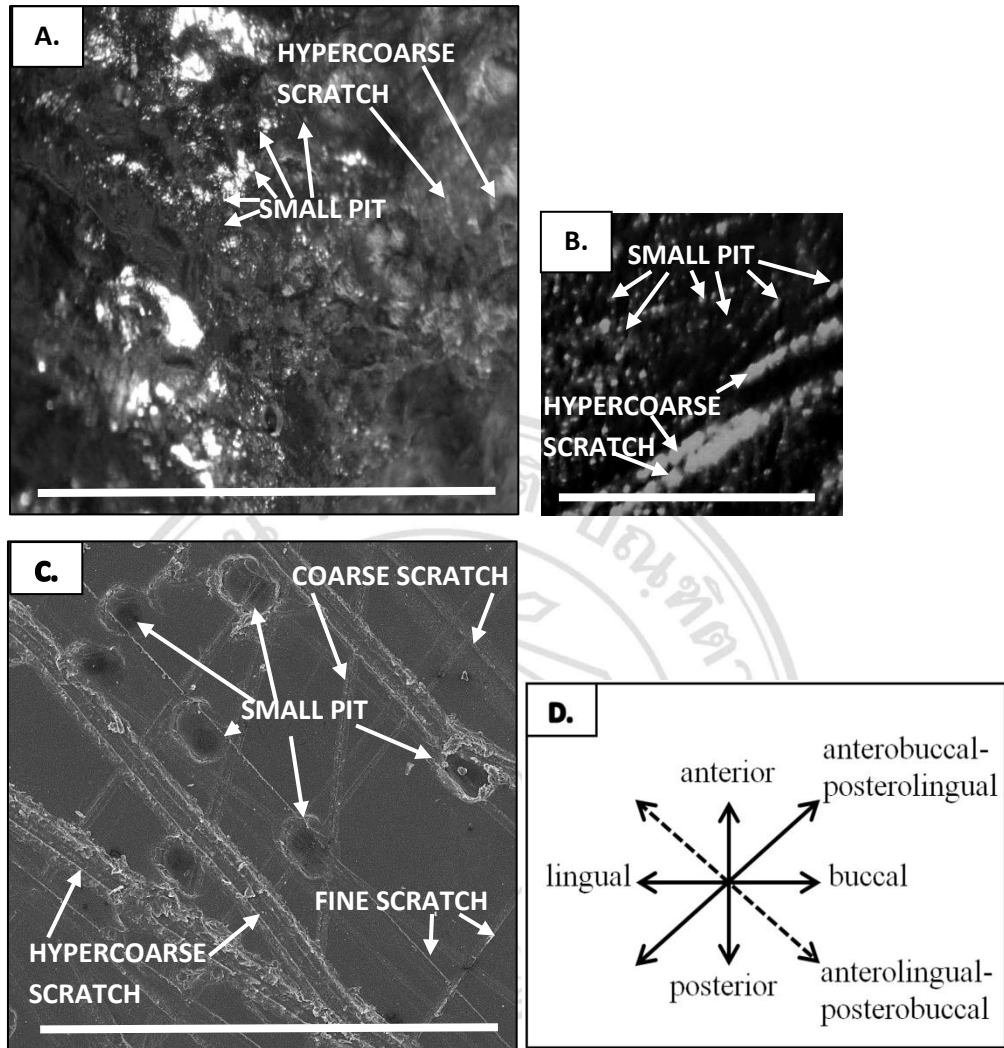 A.
HYPERCOARSE
SCRATCH
SMALL PIT
B.
SMALL PIT
HYPERCOARSE
SCRATCH
C.
COARSE SCRATCH
SMALL PIT
FINE SCRATCH
HYPERCOARSE
SCRATCH
D.
anterior
anterobuccal-
posterolingual
lingual
buccal
posterior
anterolingual-
posterobuccal